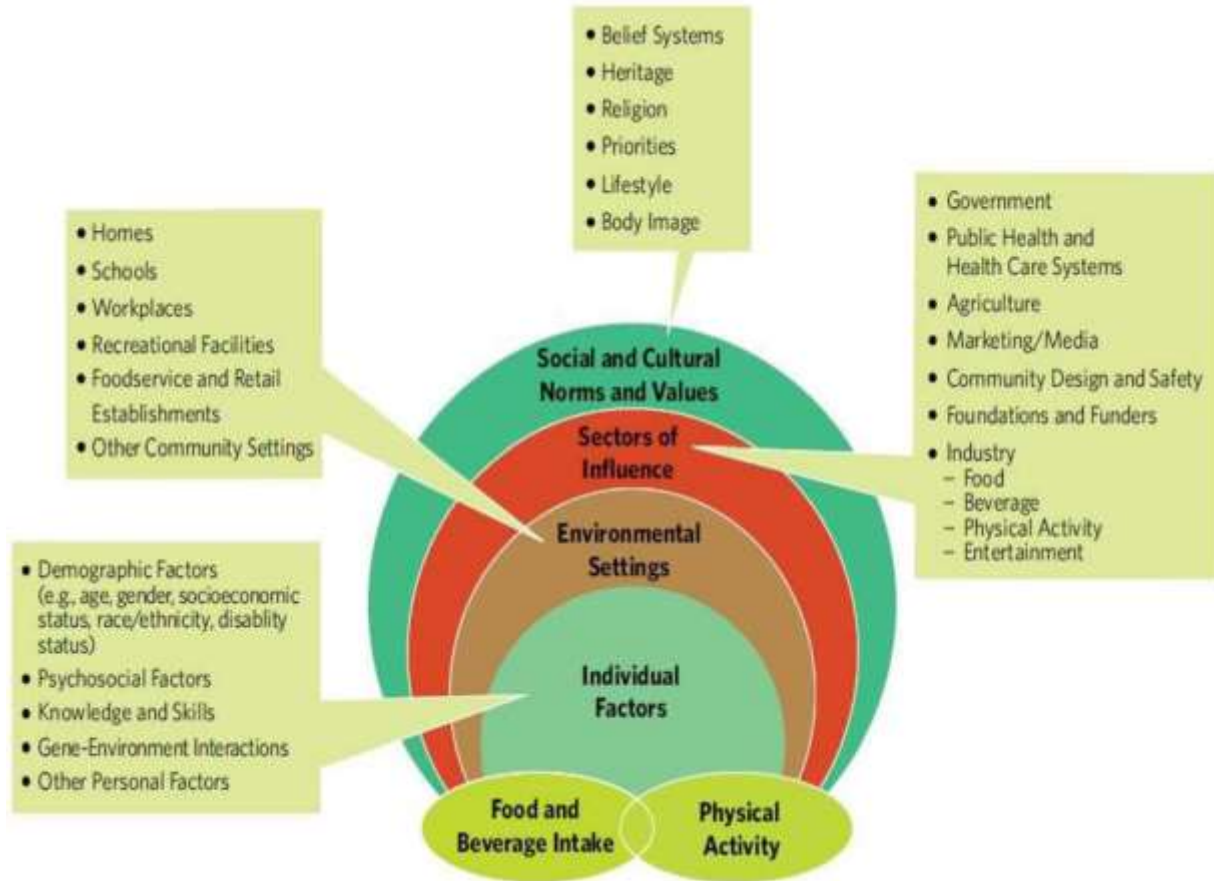 • Belief Systems
• Heritage
• Religion
• Priorities
• Lifestyle
• Body Image
• Homes
• Schools
• Workplaces
• Recreational Facilities
• Foodservice and Retail
Establishments
• Other Community Settings
• Government
• Public Health and
Health Care Systems
• Agriculture
• Marketing/Media
• Community Design and Safety
• Foundations and Funders
• Industry
– Food
– Beverage
– Physical Activity
– Entertainment
• Demographic Factors
(e.g., age, gender, socioeconomic
status, race/ethnicity, disablity
status)
• Psychosocial Factors
• Knowledge and Skills
• Gene-Environment Interactions
• Other Personal Factors
Social and Cultural
Norms and Values
Sectors of
Influence
Environmental
Settings
Individual
Factors
Food and
Beverage Intake
Physical
Activity